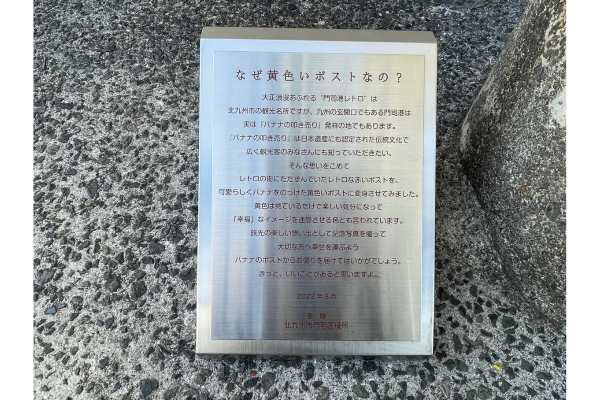 なぜ黄色いポストなの？
大正浪漫あふれる“門司港レトロ”は
北九州市の観光名所ですが、九州の玄関口でもある門司港は
実は「バナナの叩き売り」発祥の地でもあります。
「バナナの叩き売り」は日本遺産にも認定された伝統文化で
広く観光客のみなさんにも知っていただきたい、
そんな思いをこめて
レトロの街にたたずんでいたレトロな赤いポストを、
可愛らしくバナナをのっけた黄色いポストに変身させてみました。
黄色は見ているだけで楽しい気分になって
「幸福」なイメージを連想させる色とも言われています。
旅先の楽しい想い出として記念写真を撮って
大切な方へ幸せを運ぶよう
バナナのポストからお便りを届けてはいかがでしょう。
きっと、いいことがあると思いますよ。
2022年3月
北九州市門司区役所